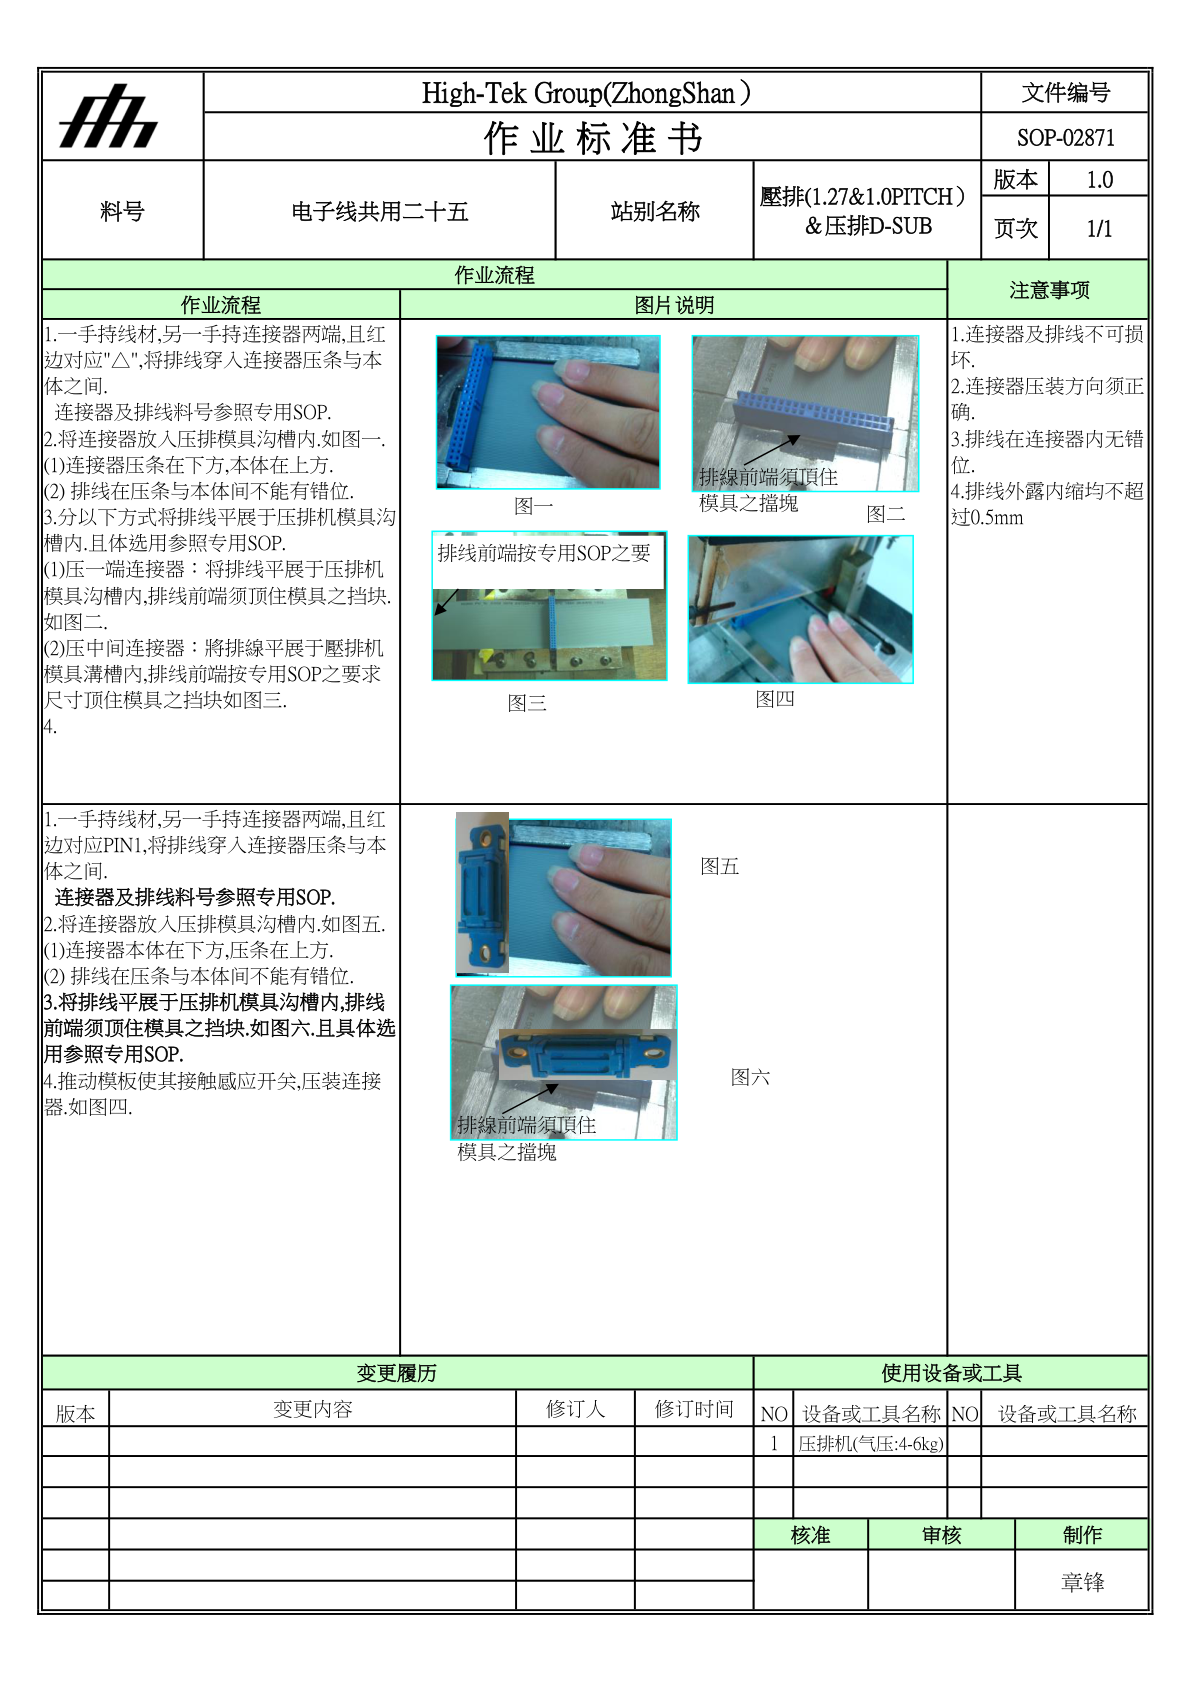 High-Tek Group(ZhongShan）
文件编号
作业标准书
SOP-02871
料号
电子线共用二十五
站别名称
壓排(1.27&1.0PITCH）
＆压排D-SUB
版本
1.0
页次
1/1
作业流程
注意事项
作业流程
图片说明
1.一手持线材,另一手持连接器两端,且红
边对应"△",将排线穿入连接器压条与本
体之间.
连接器及排线料号参照专用SOP.
2.将连接器放入压排模具沟槽内.如图一.
(1)连接器压条在下方,本体在上方.
(2) 排线在压条与本体间不能有错位.
3.分以下方式将排线平展于压排机模具沟
槽内.且体选用参照专用SOP.
(1)压一端连接器：将排线平展于压排机
模具沟槽内,排线前端须顶住模具之挡块.
如图二.
(2)压中间连接器：將排線平展于壓排机
模具溝槽内,排线前端按专用SOP之要求
尺寸顶住模具之挡块如图三.
4.
排線前端須頂住
模具之擋塊
图一
图二
排线前端按专用SOP之要
图三
图四
1.连接器及排线不可损
坏.
2.连接器压装方向须正
确.
3.排线在连接器内无错
位.
4.排线外露内缩均不超
过0.5mm
1.一手持线材,另一手持连接器两端,且红
边对应PIN1,将排线穿入连接器压条与本
体之间.
连接器及排线料号参照专用SOP.
2.将连接器放入压排模具沟槽内.如图五.
(1)连接器本体在下方,压条在上方.
(2) 排线在压条与本体间不能有错位.
3.将排线平展于压排机模具沟槽内,排线
前端须顶住模具之挡块.如图六.且具体选
用参照专用SOP.
4.推动模板使其接触感应开关,压装连接
器.如图四.
图五
图六
排線前端須頂住
模具之擋塊
变更履历
使用设备或工具
版本
变更内容
修订人
修订时间
NO
设备或工具名称
NO
设备或工具名称
1
压排机(气压:4-6kg)
核准
审核
制作
章锋